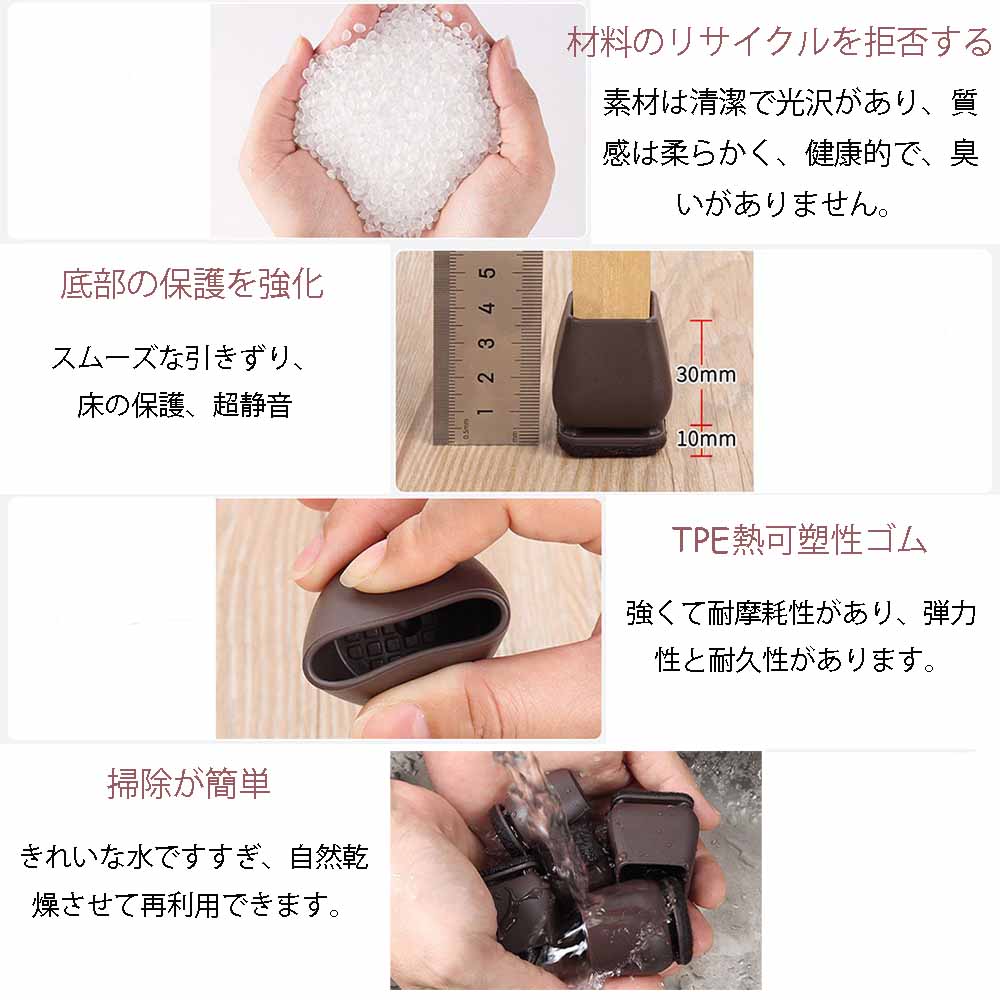 材料のリサイクルを拒否する
素材は清潔で光沢があり、質
感は柔らかく、健康的で、臭
いがありません。
底部の保護を強化
スムーズな引きずり、
床の保護、超静音
5
4
3
2
1
0.5mm
mm
30mm
10mm
TPE熱可塑性ゴム
強くて耐摩耗性があり、弾力
性と耐久性があります。
掃除が簡単
きれいな水ですすぎ、自然乾
燥させて再利用できます。